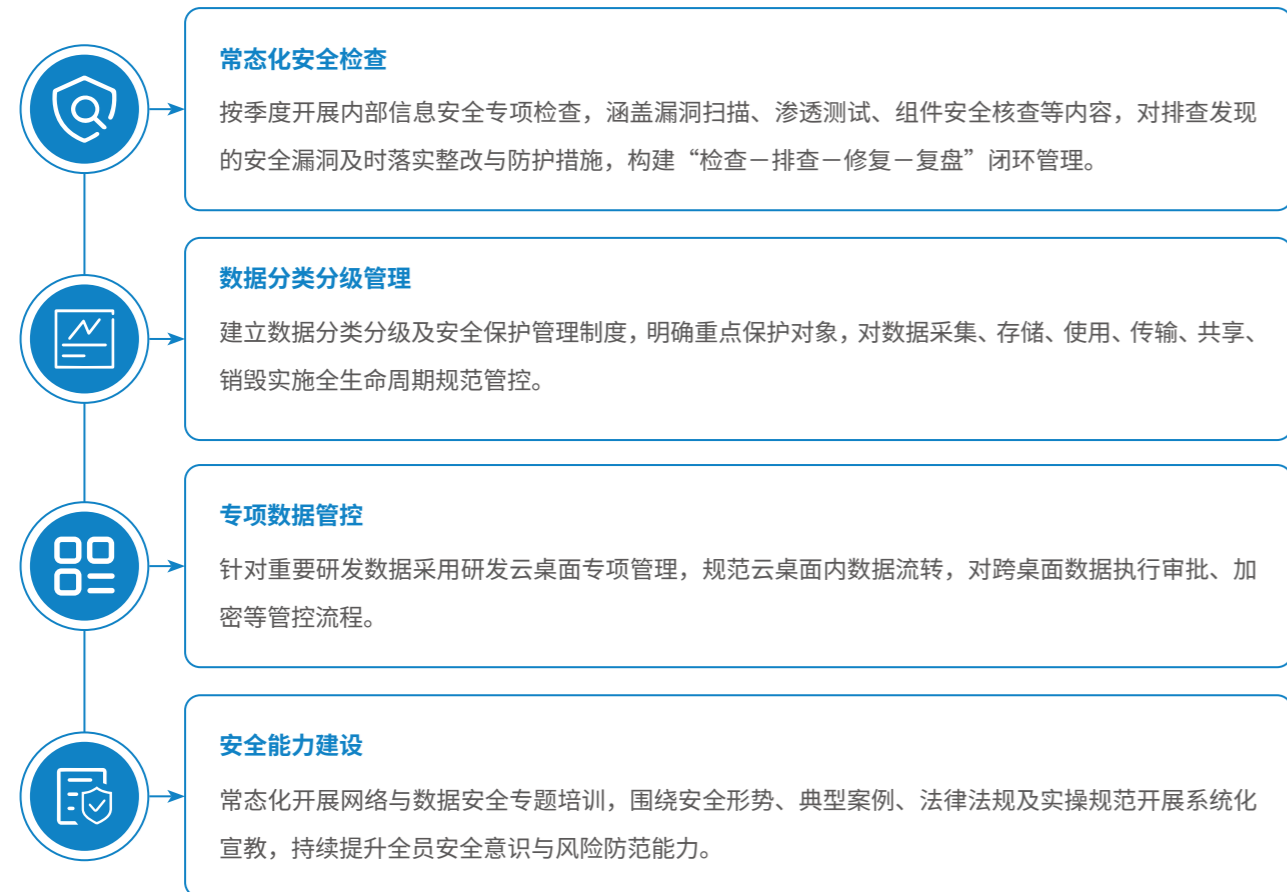 常态化安全检查
按季度开展内部信息安全专项检查，涵盖漏洞扫描、渗透测试、组件安全核查等内容，对排查发现
的安全漏洞及时落实整改与防护措施，构建“检查－排查－修复－复盘”闭环管理。
数据分类分级管理
建立数据分类分级及安全保护管理制度，明确重点保护对象，对数据采集、存储、使用、传输、共享、
销毁实施全生命周期规范管控。
专项数据管控
针对重要研发数据采用研发云桌面专项管理，规范云桌面内数据流转，对跨桌面数据执行审批、加
密等管控流程。
安全能力建设
常态化开展网络与数据安全专题培训，围绕安全形势、典型案例、法律法规及实操规范开展系统化
宣教，持续提升全员安全意识与风险防范能力。